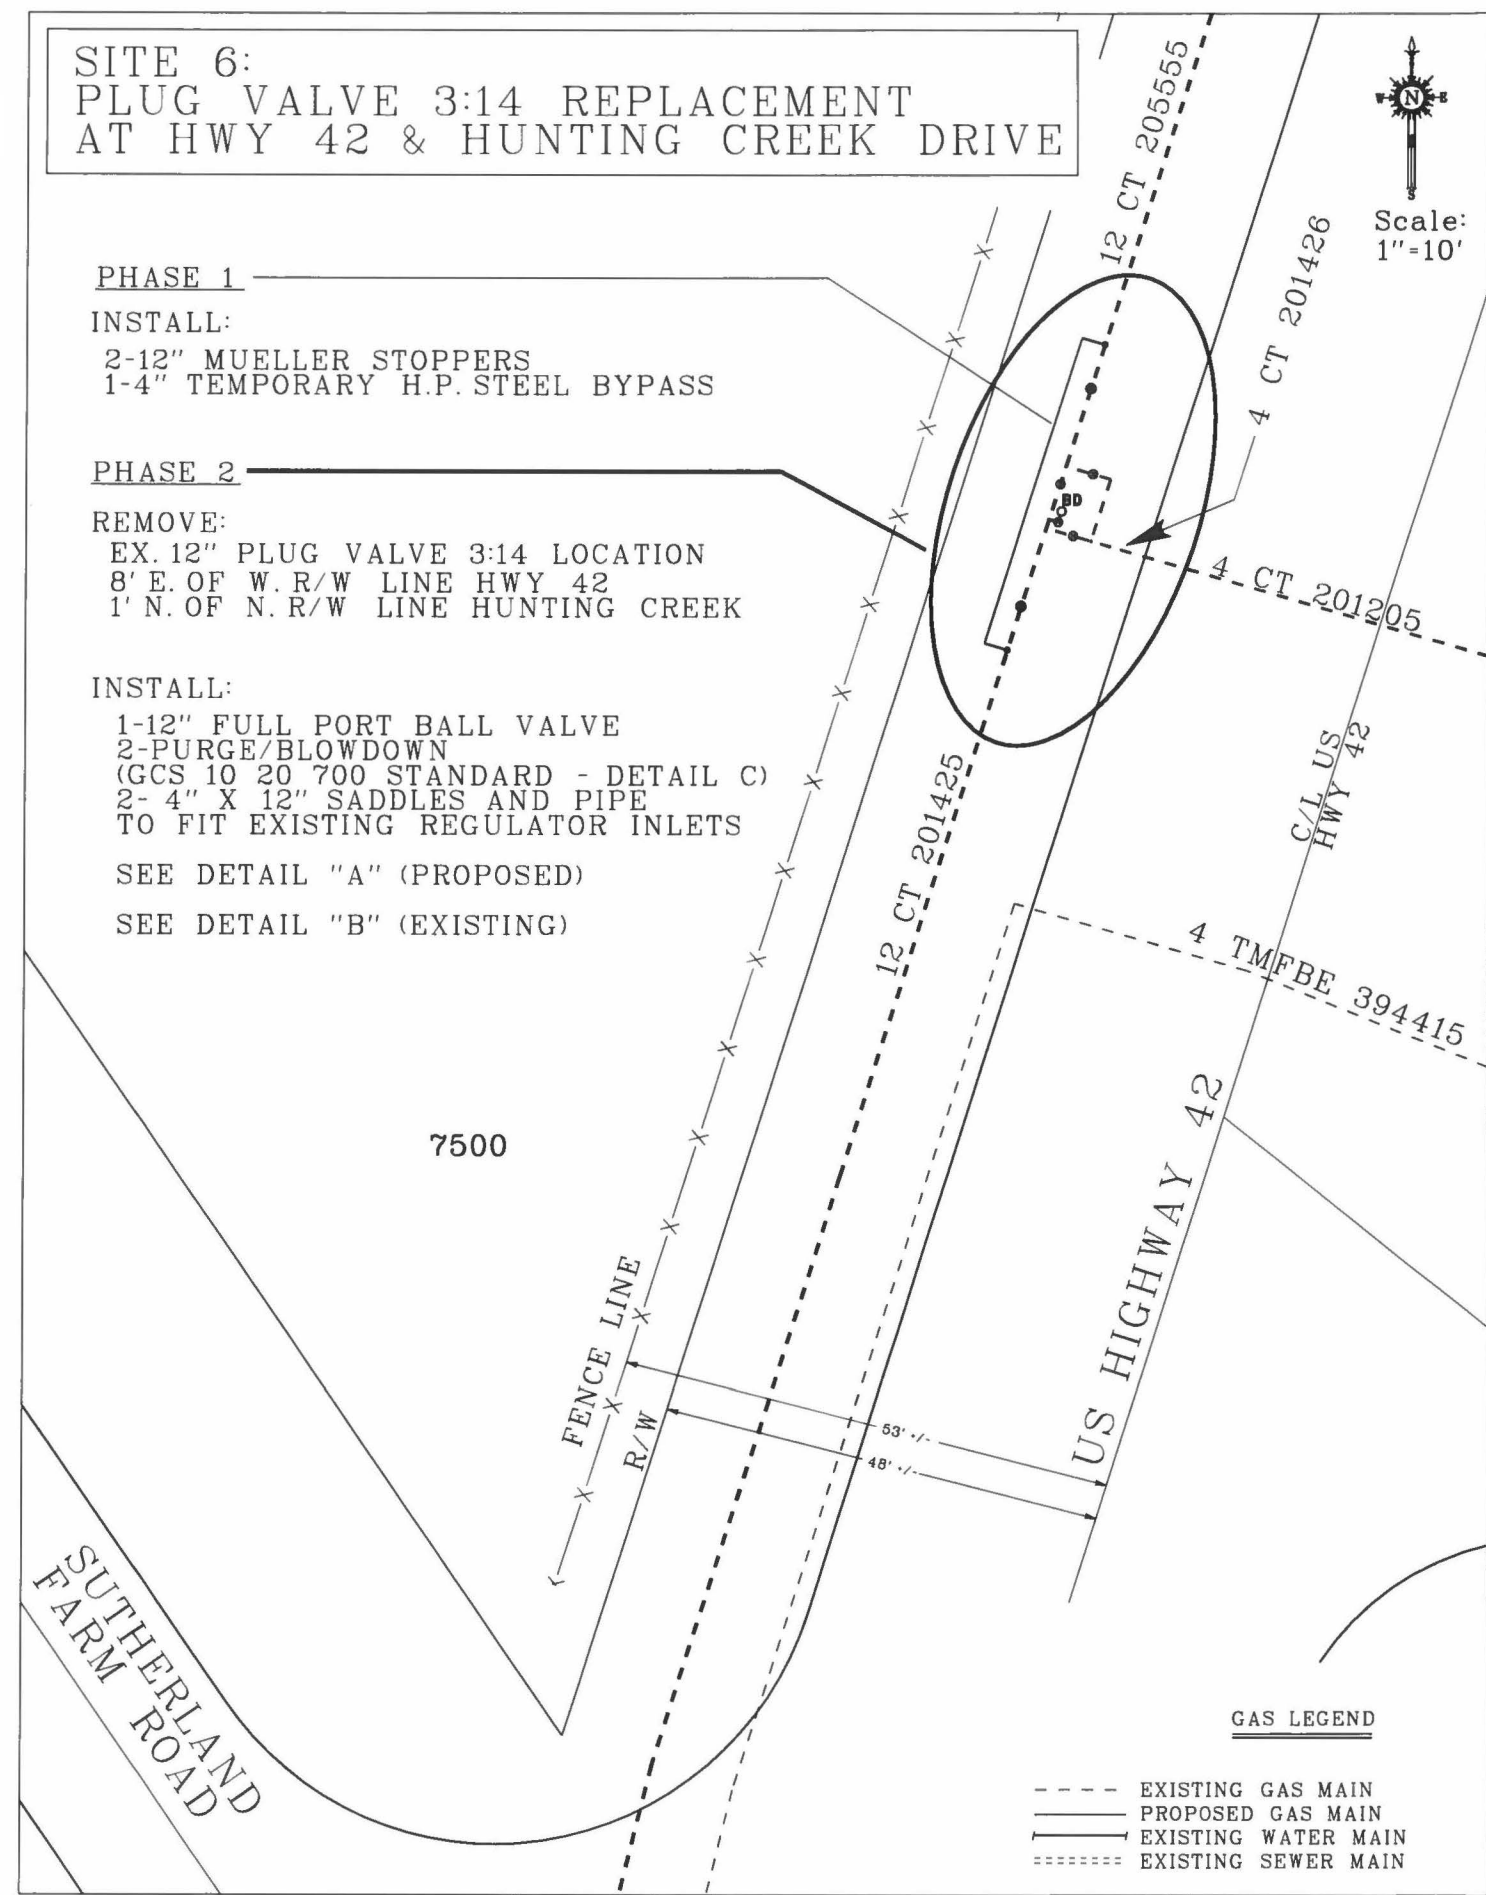 SITE 6:
PLUG VALVE 3:14 REPLACEMENT
AT HWY 42 & HUNTING CREEK DRIVE
N
W
E
S
Scale:
1"=10'
PHASE 1
INSTALL:
2-12" MUELLER STOPPERS
1-4" TEMPORARY H.P. STEEL BYPASS
PHASE 2
REMOVE:
EX. 12" PLUG VALVE 3:14 LOCATION
8' E. OF W. R/W LINE HWY 42
1' N. OF N. R/W LINE HUNTING CREEK
INSTALL:
1-12" FULL PORT BALL VALVE
2-PURGE/BLOWDOWN
(GCS 10 20 700 STANDARD - DETAIL C)
2- 4" X 12" SADDLES AND PIPE
TO FIT EXISTING REGULATOR INLETS
SEE DETAIL "A" (PROPOSED)
SEE DETAIL "B" (EXISTING)
12 CT 205555
4 CT 201426
BD
4 CT 201205
12 CT 201425
C/L US
HWY 42
4 TMFBE 394415
7500
US HIGHWAY 42
FENCE LINE
R/W
53' +/-
48' +/-
SUTHERLAND
FARM ROAD
GAS LEGEND
EXISTING GAS MAIN
PROPOSED GAS MAIN
EXISTING WATER MAIN
EXISTING SEWER MAIN